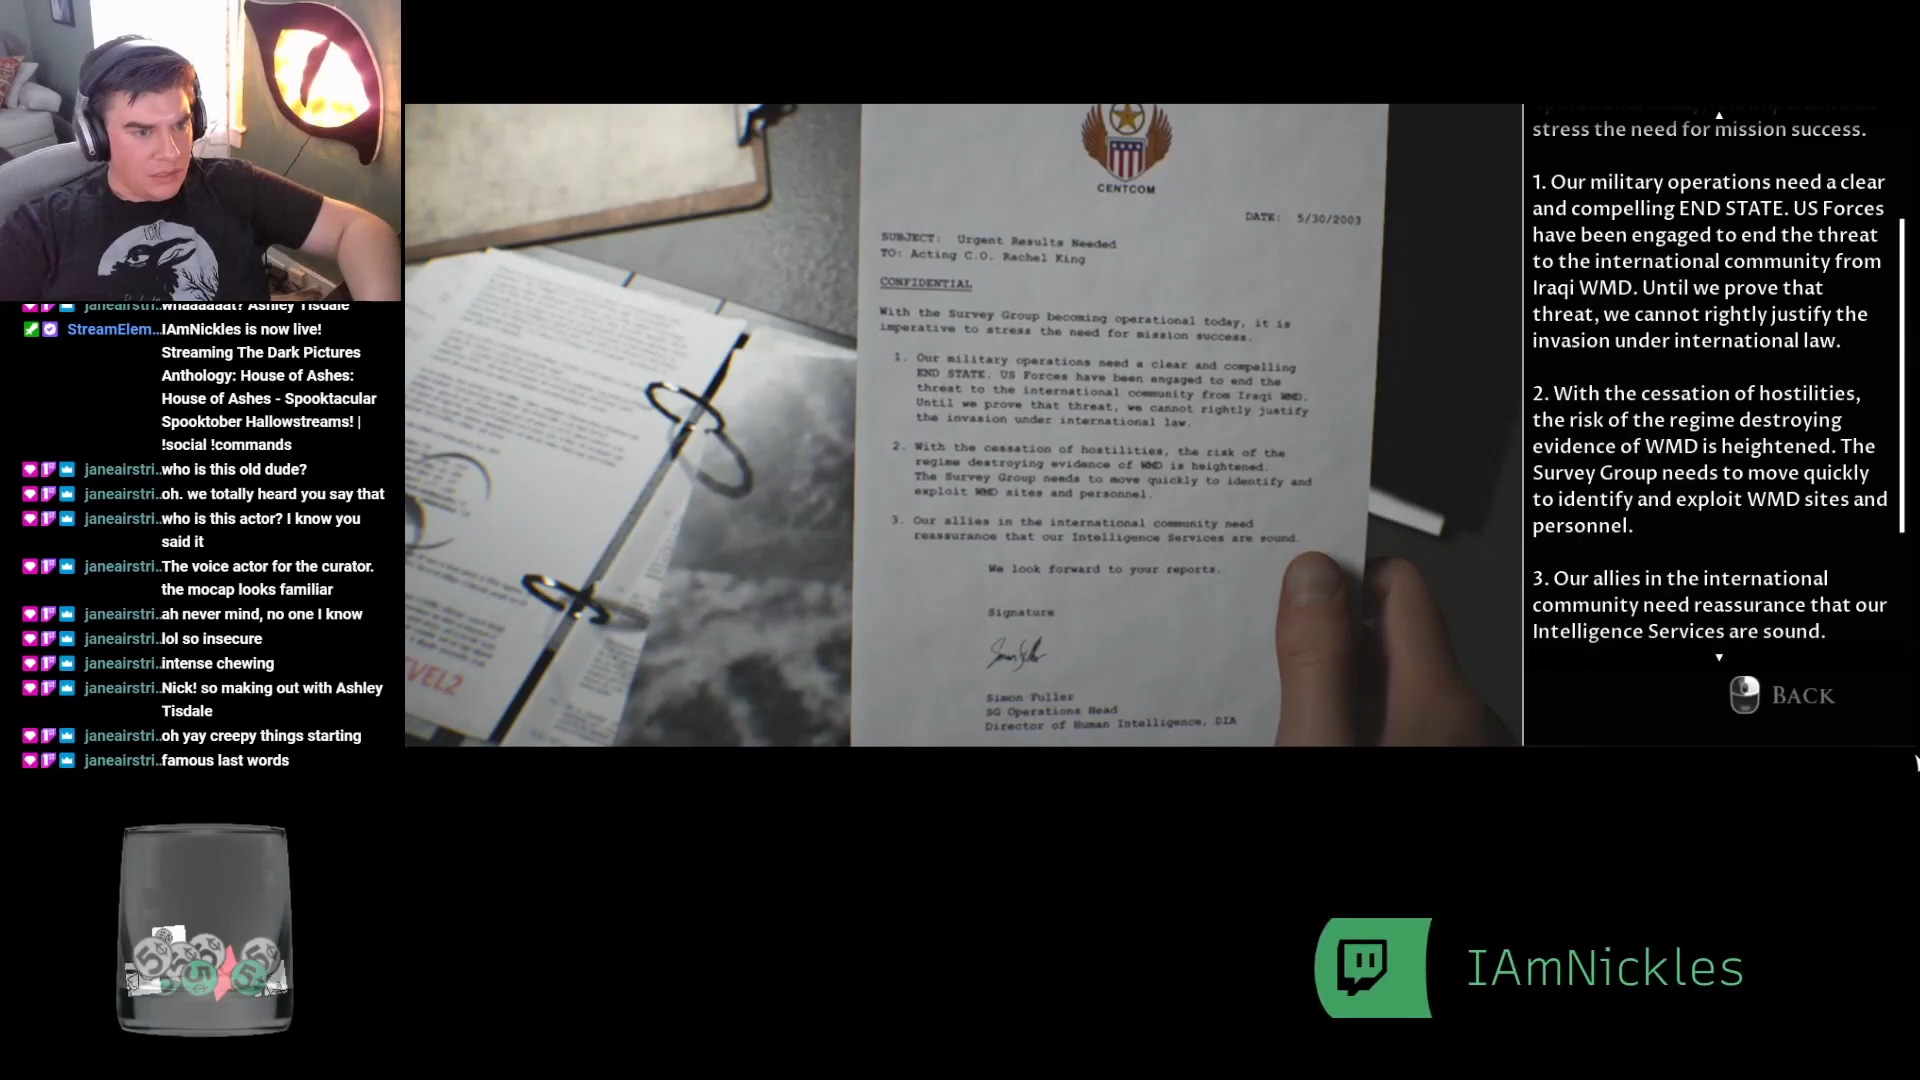 LORE
janeairstri..whaaaaat? Ashley Tisdale
StreamElem...IAmNickles is now live!
Streaming The Dark Pictures
Anthology: House of Ashes:
House of Ashes - Spooktacular
Spooktober Hallowstreams! |
!social !commands
janeairstri..who is this old dude?
janeairstri..oh. we totally heard you say that
janeairstri..who is this actor? I know you
said it
janeairstri..The voice actor for the curator.
the mocap looks familiar
janeairstri..ah never mind, no one I know
janeairstri..lol so insecure
janeairstri..intense chewing
janeairstri..Nick! so making out with Ashley
Tisdale
janeairstri..oh yay creepy things starting
janeairstri..famous last words
CENTCOM
DATE: 5/30/2003
SUBJECT: Urgent Results Needed
TO: Acting C.O. Rachel King
CONFIDENTIAL
With the Survey Group becoming operational today, it is
imperative to stress the need for mission success.
1. Our military operations need a clear and compelling
END STATE. US Forces have been engaged to end the
threat to the international community from Iraqi WMD.
Until we prove that threat, we cannot rightly justify
the invasion under international law.
2. With the cessation of hostilities, the risk of the
regime destroying evidence of WMD is heightened.
The Survey Group needs to move quickly to identify and
exploit WMD sites and personnel.
3. Our allies in the international community need
reassurance that our Intelligence Services are sound.
We look forward to your reports.
Signature
Simon Fuller
SG Operations Head
Director of Human Intelligence, DIA
stress the need for mission success.
1. Our military operations need a clear
and compelling END STATE. US Forces
have been engaged to end the threat
to the international community from
Iraqi WMD. Until we prove that
threat, we cannot rightly justify the
invasion under international law.
2. With the cessation of hostilities,
the risk of the regime destroying
evidence of WMD is heightened. The
Survey Group needs to move quickly
to identify and exploit WMD sites and
personnel.
3. Our allies in the international
community need reassurance that our
Intelligence Services are sound.
BACK
5¢ 5¢ 5¢
5¢ 5¢
IAmNickles